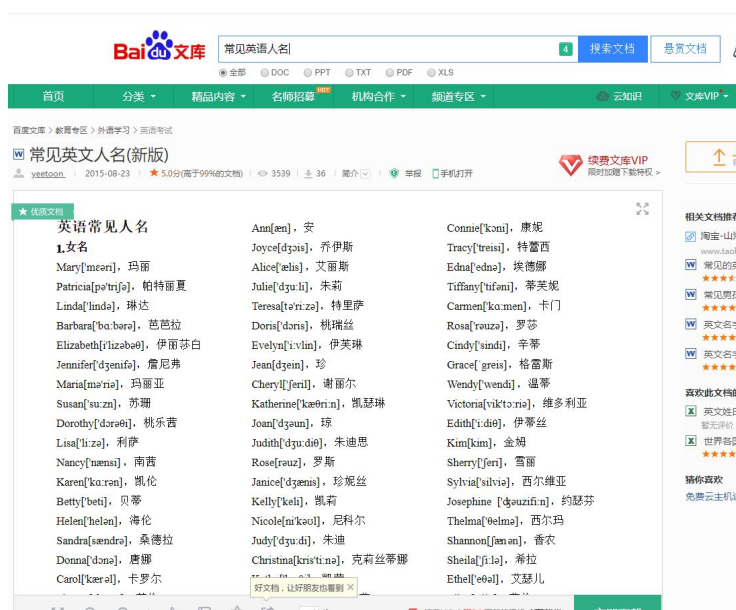 Bai du 文库
常见英语人名
4
搜索文档
悬赏文档
全部 DOC PPT TXT PDF XLS
首页 分类 精品内容 名师招募 HOT 机构合作 频道专区 云知识 文库VIP
百度文库 > 教育专区 > 外语学习 > 英语考试
W 常见英文人名(新版)
yeetoon 2015-08-23 5.0分(高于99%的文档) 3539 36 简介 举报 手机打开
续费文库VIP
限时加赠下载特权 >
优质文档
英语常见人名
1.女名
Mary['mɛəri]，玛丽
Patricia[pə'triʃə]，帕特丽夏
Linda['lində]，琳达
Barbara['bɑ:bərə]，芭芭拉
Elizabeth[i'lizəbəθ]，伊丽莎白
Jennifer['dʒenifə]，詹尼弗
Maria[mə'riə]，玛丽亚
Susan['su:zn]，苏珊
Dorothy['dɔrəθi]，桃乐茜
Lisa['li:zə]，利萨
Nancy['nænsi]，南茜
Karen['kɑ:rən]，凯伦
Betty['beti]，贝蒂
Helen['helən]，海伦
Sandra[sændrə]，桑德拉
Donna['dɔnə]，唐娜
Carol['kærəl]，卡罗尔
Ann[æn]，安
Joyce[dʒɔis]，乔伊斯
Alice['ælis]，艾丽斯
Julie['dʒu:li]，朱莉
Teresa[tə'ri:zə]，特里萨
Doris['dɔris]，桃瑞丝
Evelyn['i:vlin]，伊芙琳
Jean[dʒein]，珍
Cheryl['ʃeril]，谢丽尔
Katherine['kæθri:n]，凯瑟琳
Joan['dʒəun]，琼
Judith['dʒu:diθ]，朱迪思
Rose[rəuz]，罗斯
Janice['dʒænis]，珍妮丝
Kelly['keli]，凯莉
Nicole[ni'kəul]，尼科尔
Judy['dʒu:di]，朱迪
Christina[kris'ti:nə]，克莉丝蒂娜
Connie['kɔni]，康妮
Tracy['treisi]，特蕾西
Edna['ednə]，埃德娜
Tiffany['tifəni]，蒂芙妮
Carmen['kɑ:men]，卡门
Rosa['rəuzə]，罗莎
Cindy['sindi]，辛蒂
Grace['greis]，格雷斯
Wendy['wendi]，温蒂
Victoria[vik'tɔ:riə]，维多利亚
Edith['i:diθ]，伊蒂丝
Kim[kim]，金姆
Sherry['ʃeri]，雪丽
Sylvia['silviə]，西尔维亚
Josephine ['dʒəuzifi:n]，约瑟芬
Thelma['θelmə]，西尔玛
Shannon[ʃænən]，香农
Sheila['ʃi:lə]，希拉
Ethel['eθəl]，艾瑟儿
好文档，让好朋友也看到 ×
相关文档推荐
淘宝-山
W 常见的英
W 常见男
W 英文名字
W 英文名字
喜欢此文档的
X 英文姓
暂无评价
X 世界各国
猜你喜欢
免费云主机